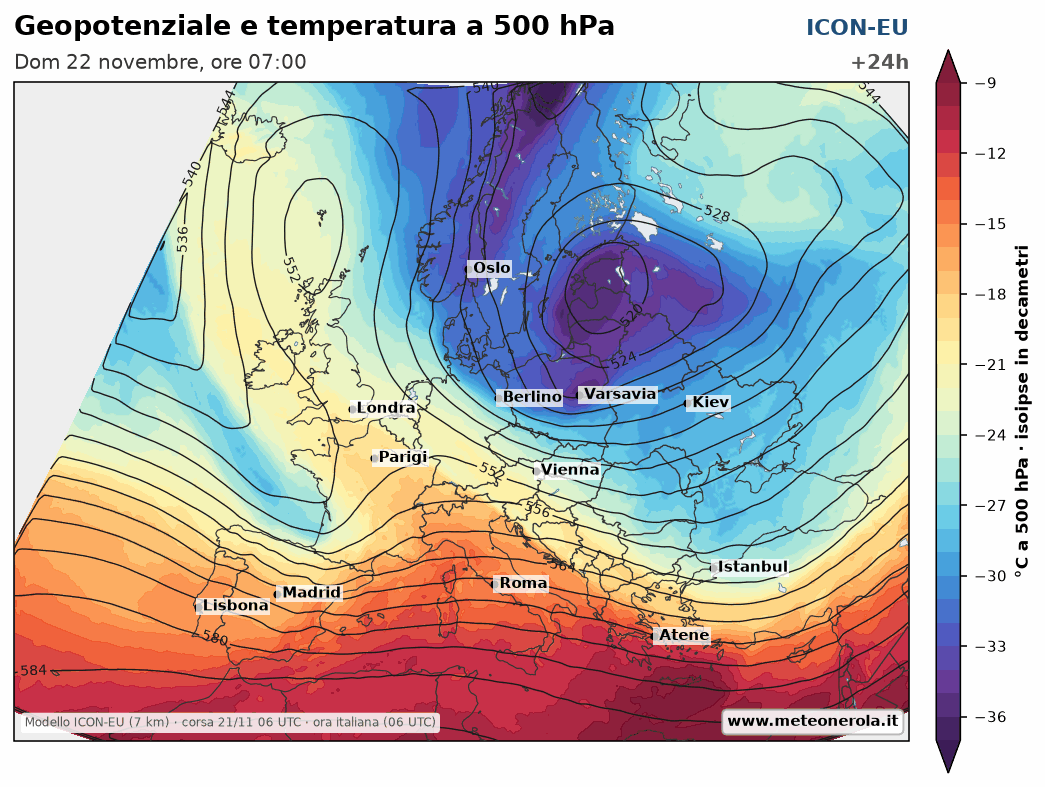 Geopotenziale e temperatura a 500 hPa
ICON-EU
Dom 22 novembre, ore 07:00
+24h
544
540
544
540
536
528
552
520
524
552
556
564
580
584
Oslo
Berlino
Varsavia
Kiev
Londra
Parigi
Vienna
Istanbul
Roma
Madrid
Lisbona
Atene
−9
−12
−15
−18
−21
−24
−27
−30
−33
−36
°C a 500 hPa · isoipse in decametri
Modello ICON-EU (7 km) · corsa 21/11 06 UTC · ora italiana (06 UTC)
www.meteonerola.it